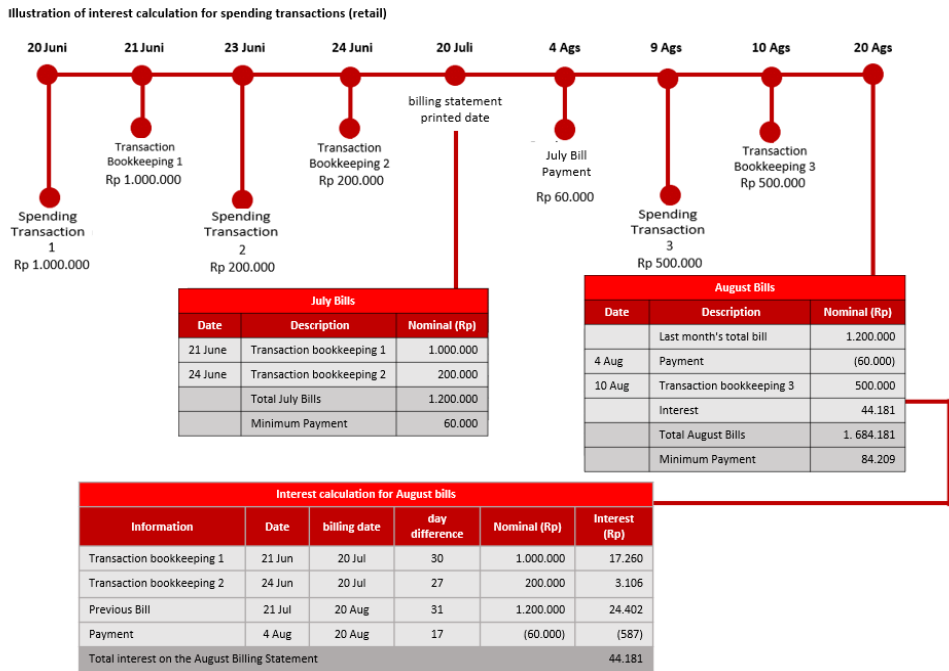 Illustration of interest calculation for spending transactions (retail)
20 Juni 21 Juni 23 Juni 24 Juni 20 Juli 4 Ags 9 Ags 10 Ags 20 Ags
billing statement
printed date
Transaction
Bookkeeping 1
Rp 1.000.000
Transaction
Bookkeeping 2
Rp 200.000
July Bill
Payment
Rp 60.000
Transaction
Bookkeeping 3
Rp 500.000
Spending
Transaction
1
Rp 1.000.000
Spending
Transaction
2
Rp 200.000
Spending
Transaction
3
Rp 500.000
July Bills
Date Description Nominal (Rp)
21 June Transaction bookkeeping 1 1.000.000
24 June Transaction bookkeeping 2 200.000
Total July Bills 1.200.000
Minimum Payment 60.000
August Bills
Date Description Nominal (Rp)
Last month's total bill 1.200.000
4 Aug Payment (60.000)
10 Aug Transaction bookkeeping 3 500.000
Interest 44.181
Total August Bills 1. 684.181
Minimum Payment 84.209
Interest calculation for August bills
Information Date billing date day difference Nominal (Rp) Interest (Rp)
Transaction bookkeeping 1 21 Jun 20 Jul 30 1.000.000 17.260
Transaction bookkeeping 2 24 Jun 20 Jul 27 200.000 3.106
Previous Bill 21 Jul 20 Aug 31 1.200.000 24.402
Payment 4 Aug 20 Aug 17 (60.000) (587)
Total interest on the August Billing Statement 44.181